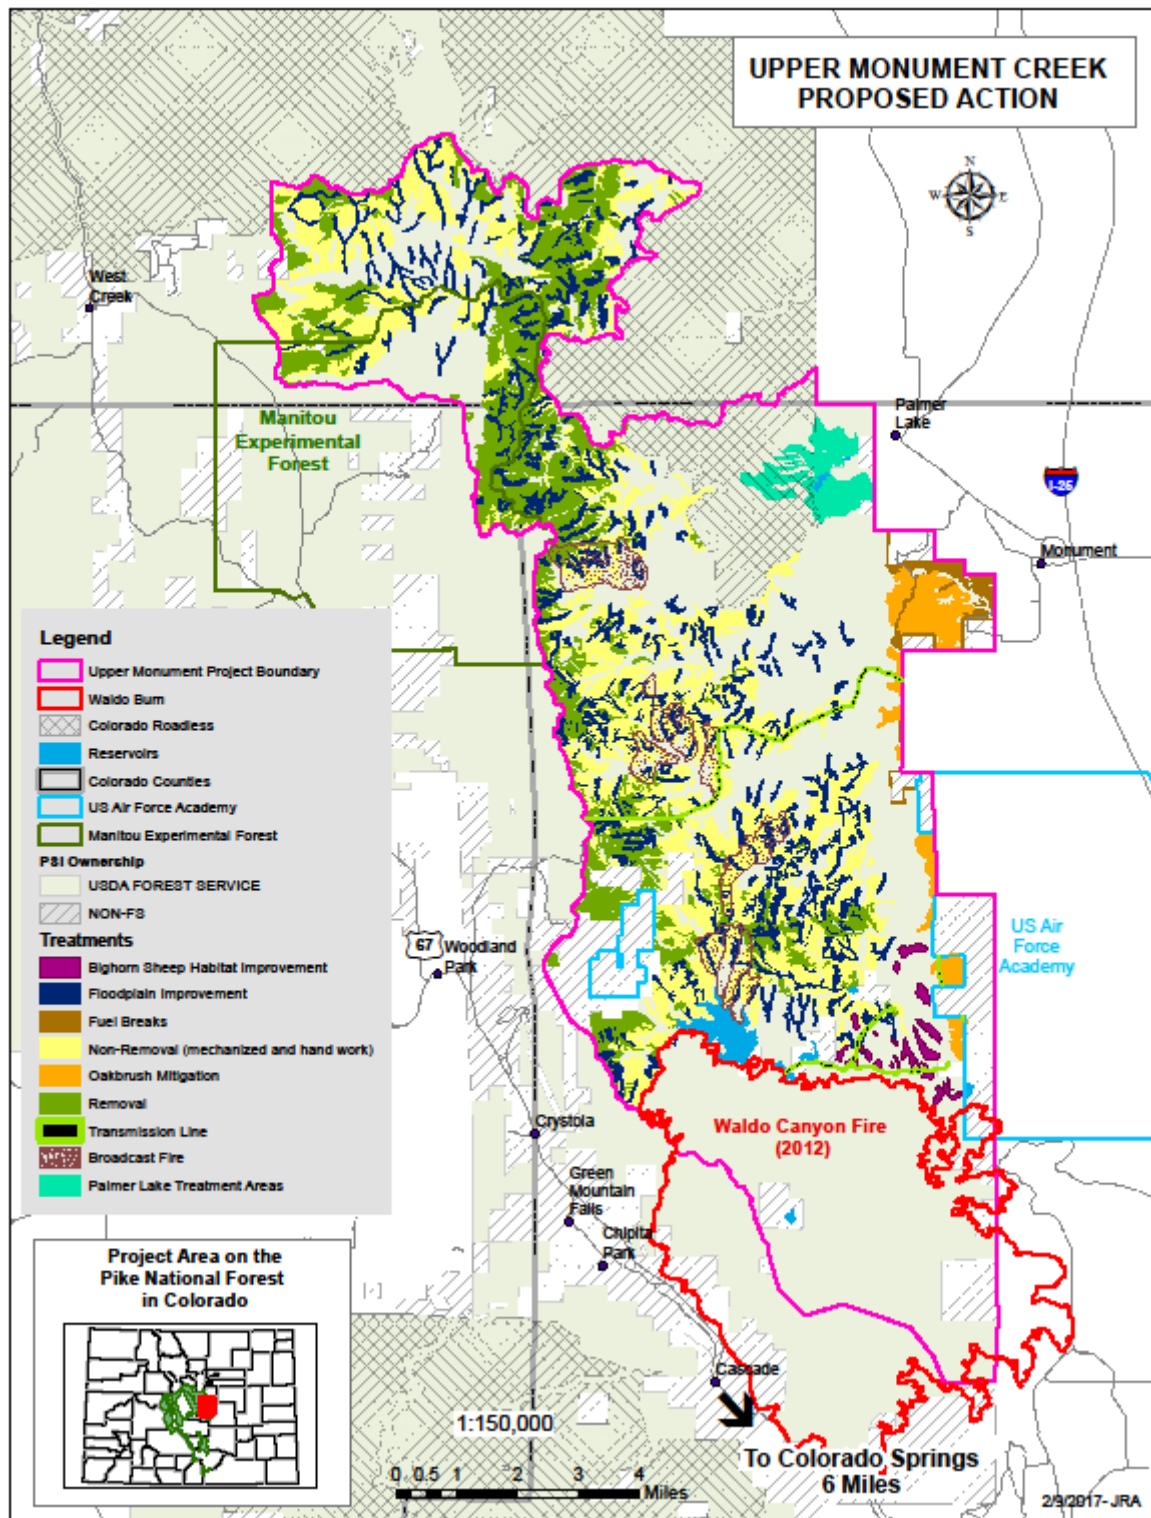 UPPER MONUMENT CREEK
PROPOSED ACTION
N
W
E
S
West
Creek
Manitou
Experimental
Forest
Palmer
Lake
I-25
Monument
Legend
Upper Monument Project Boundary
Waldo Burn
Colorado Roadless
Reservoirs
Colorado Counties
US Air Force Academy
Manitou Experimental Forest
PSI Ownership
USDA FOREST SERVICE
NON-FS
Treatments
Bighorn Sheep Habitat Improvement
Floodplain Improvement
Fuel Breaks
Non-Removal (mechanized and hand work)
Oakbrush Mitigation
Removal
Transmission Line
Broadcast Fire
Palmer Lake Treatment Areas
67
Woodland
Park
US Air
Force
Academy
Crystola
Waldo Canyon Fire
(2012)
Green
Mountain
Falls
Chipita
Park
Cascade
Project Area on the
Pike National Forest
in Colorado
1:150,000
0 0.5 1 2 3 4
Miles
To Colorado Springs
6 Miles
2/9/2017- JRA